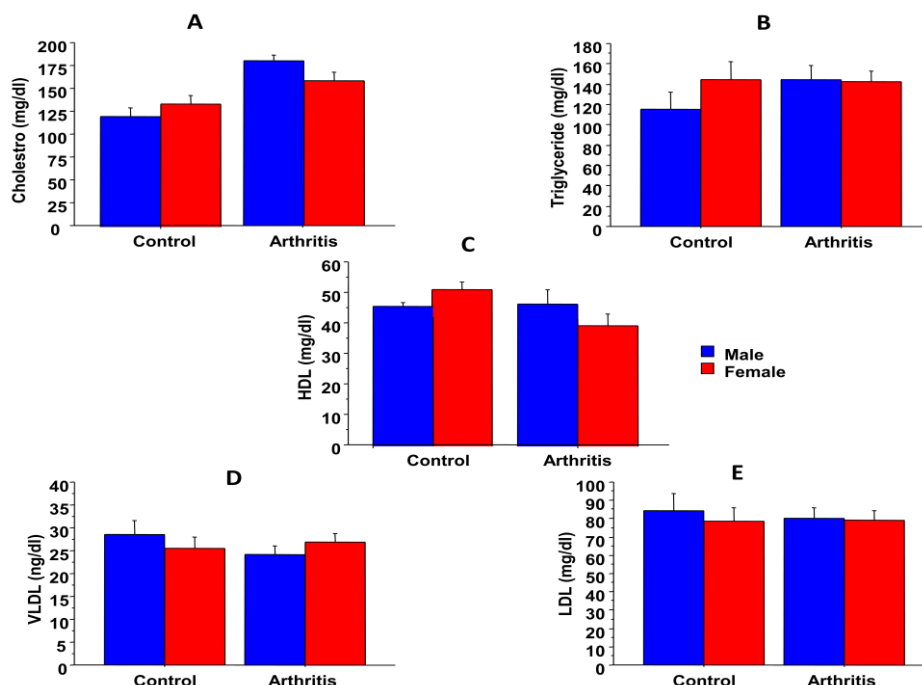 A
Cholestro (mg/dl)
200
175
150
125
100
75
50
25
0
Control Arthritis
B
Triglyceride (mg/dl)
180
160
140
120
100
80
60
40
20
0
Control Arthritis
C
HDL (mg/dl)
60
50
40
30
20
10
0
Control Arthritis
Male
Female
D
VLDL (ng/dl)
40
35
30
25
20
15
10
5
0
Control Arthritis
E
LDL (mg/dl)
100
90
80
70
60
50
40
30
20
10
0
Control Arthritis